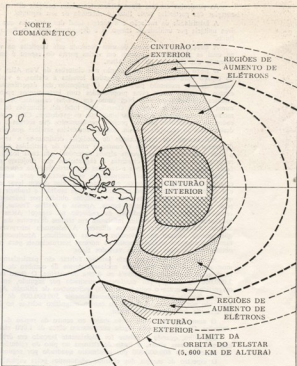 NORTE
GEOMAGNÉTICO
CINTURÃO
EXTERIOR
REGIÕES DE
AUMENTO DE
ELÉTRONS
CINTURÃO
INTERIOR
REGIÕES DE
AUMENTO DE
ELÉTRONS
CINTURÃO
EXTERIOR
LIMITE DA
ORBITA DO TELSTAR
(5,600 KM DE ALTURA)